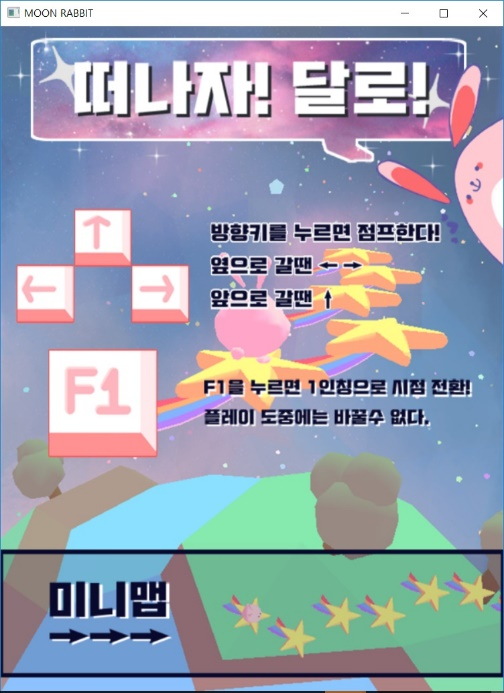 MOON RABBIT
떠나자! 달로!
방향키를 누르면 점프한다!
옆으로 갈땐 ← →
앞으로 갈땐 ↑
F1
F1을 누르면 1인칭으로 시점 전환!
플레이 도중에는 바꿀수 없다.
미니맵